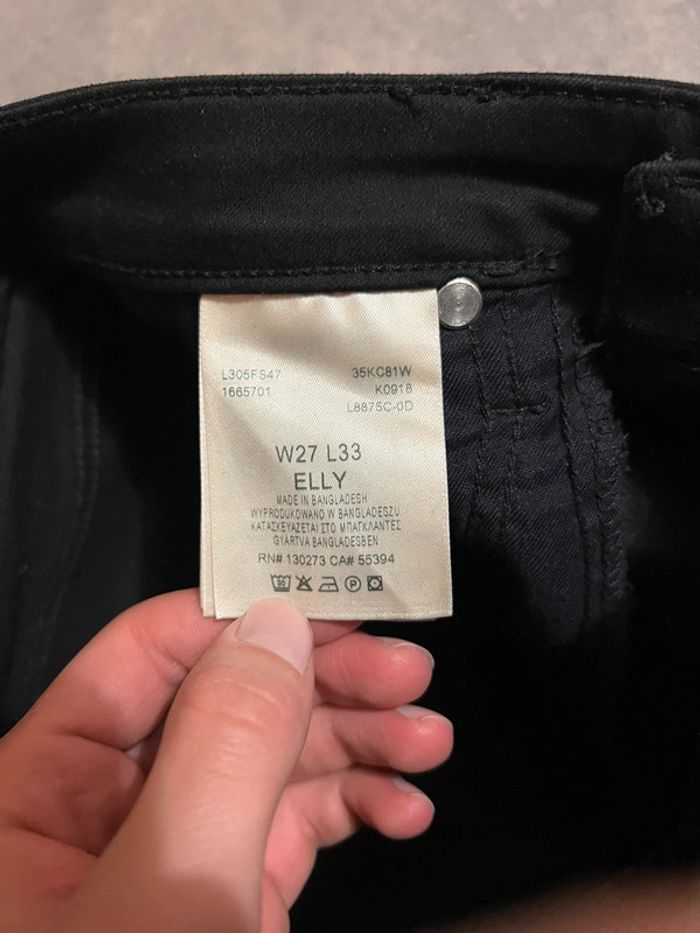 L305FS47 35KC81W
1665701 K0918
L8875C-0D
W27 L33
ELLY
MADE IN BANGLADESH
WYPRODUKOWANO W BANGLADESZU
ΚΑΤΑΣΚΕΥΑΖΕΤΑΙ ΣΤΟ ΜΠΑΓΚΛΑΝΤΕΣ
GYÁRTVA BANGLADESBEN
RN# 130273 CA# 55394
30 P